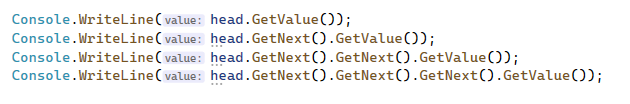 Console.WriteLine(value: head.GetValue());
Console.WriteLine(value: head.GetNext().GetValue());
Console.WriteLine(value: head.GetNext().GetNext().GetValue());
Console.WriteLine(value: head.GetNext().GetNext().GetNext().GetValue());